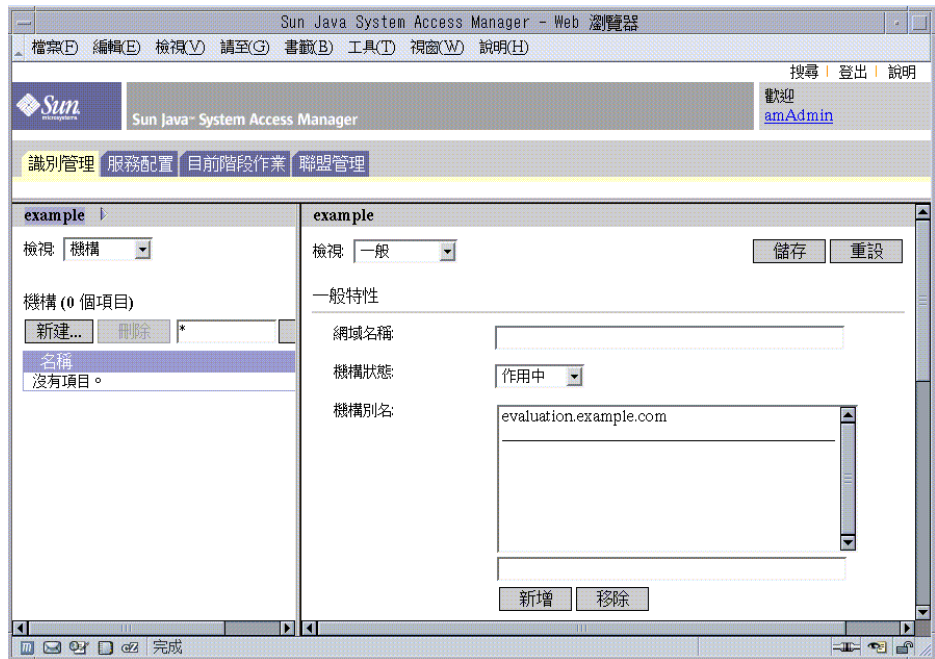 Sun Java System Access Manager - Web 瀏覽器
檔案(F) 編輯(E) 檢視(V) 請至(G) 書籤(B) 工具(T) 視窗(W) 說明(H)
搜尋 | 登出 | 說明
Sun microsystems
Sun Java™ System Access Manager
歡迎
amAdmin
識別管理 服務配置 目前階段作業 聯盟管理
example
檢視: 機構
機構 (0 個項目)
新建... 刪除 *
名稱
沒有項目。
example
檢視: 一般 儲存 重設
一般特性
網域名稱:
機構狀態: 作用中
機構別名: evaluation.example.com
新增 移除
完成